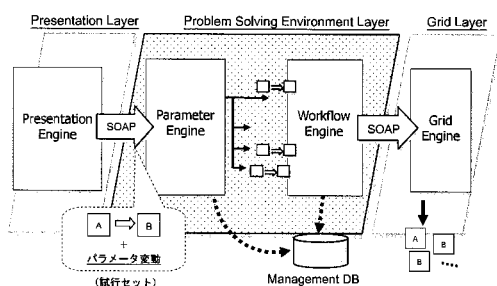 Presentation Layer
Problem Solving Environment Layer
Grid Layer
Presentation
Engine
SOAP
Parameter
Engine
Workflow
Engine
SOAP
Grid
Engine
A
B
+
パラメータ変動
(試行セット)
Management DB
A
B
B
B